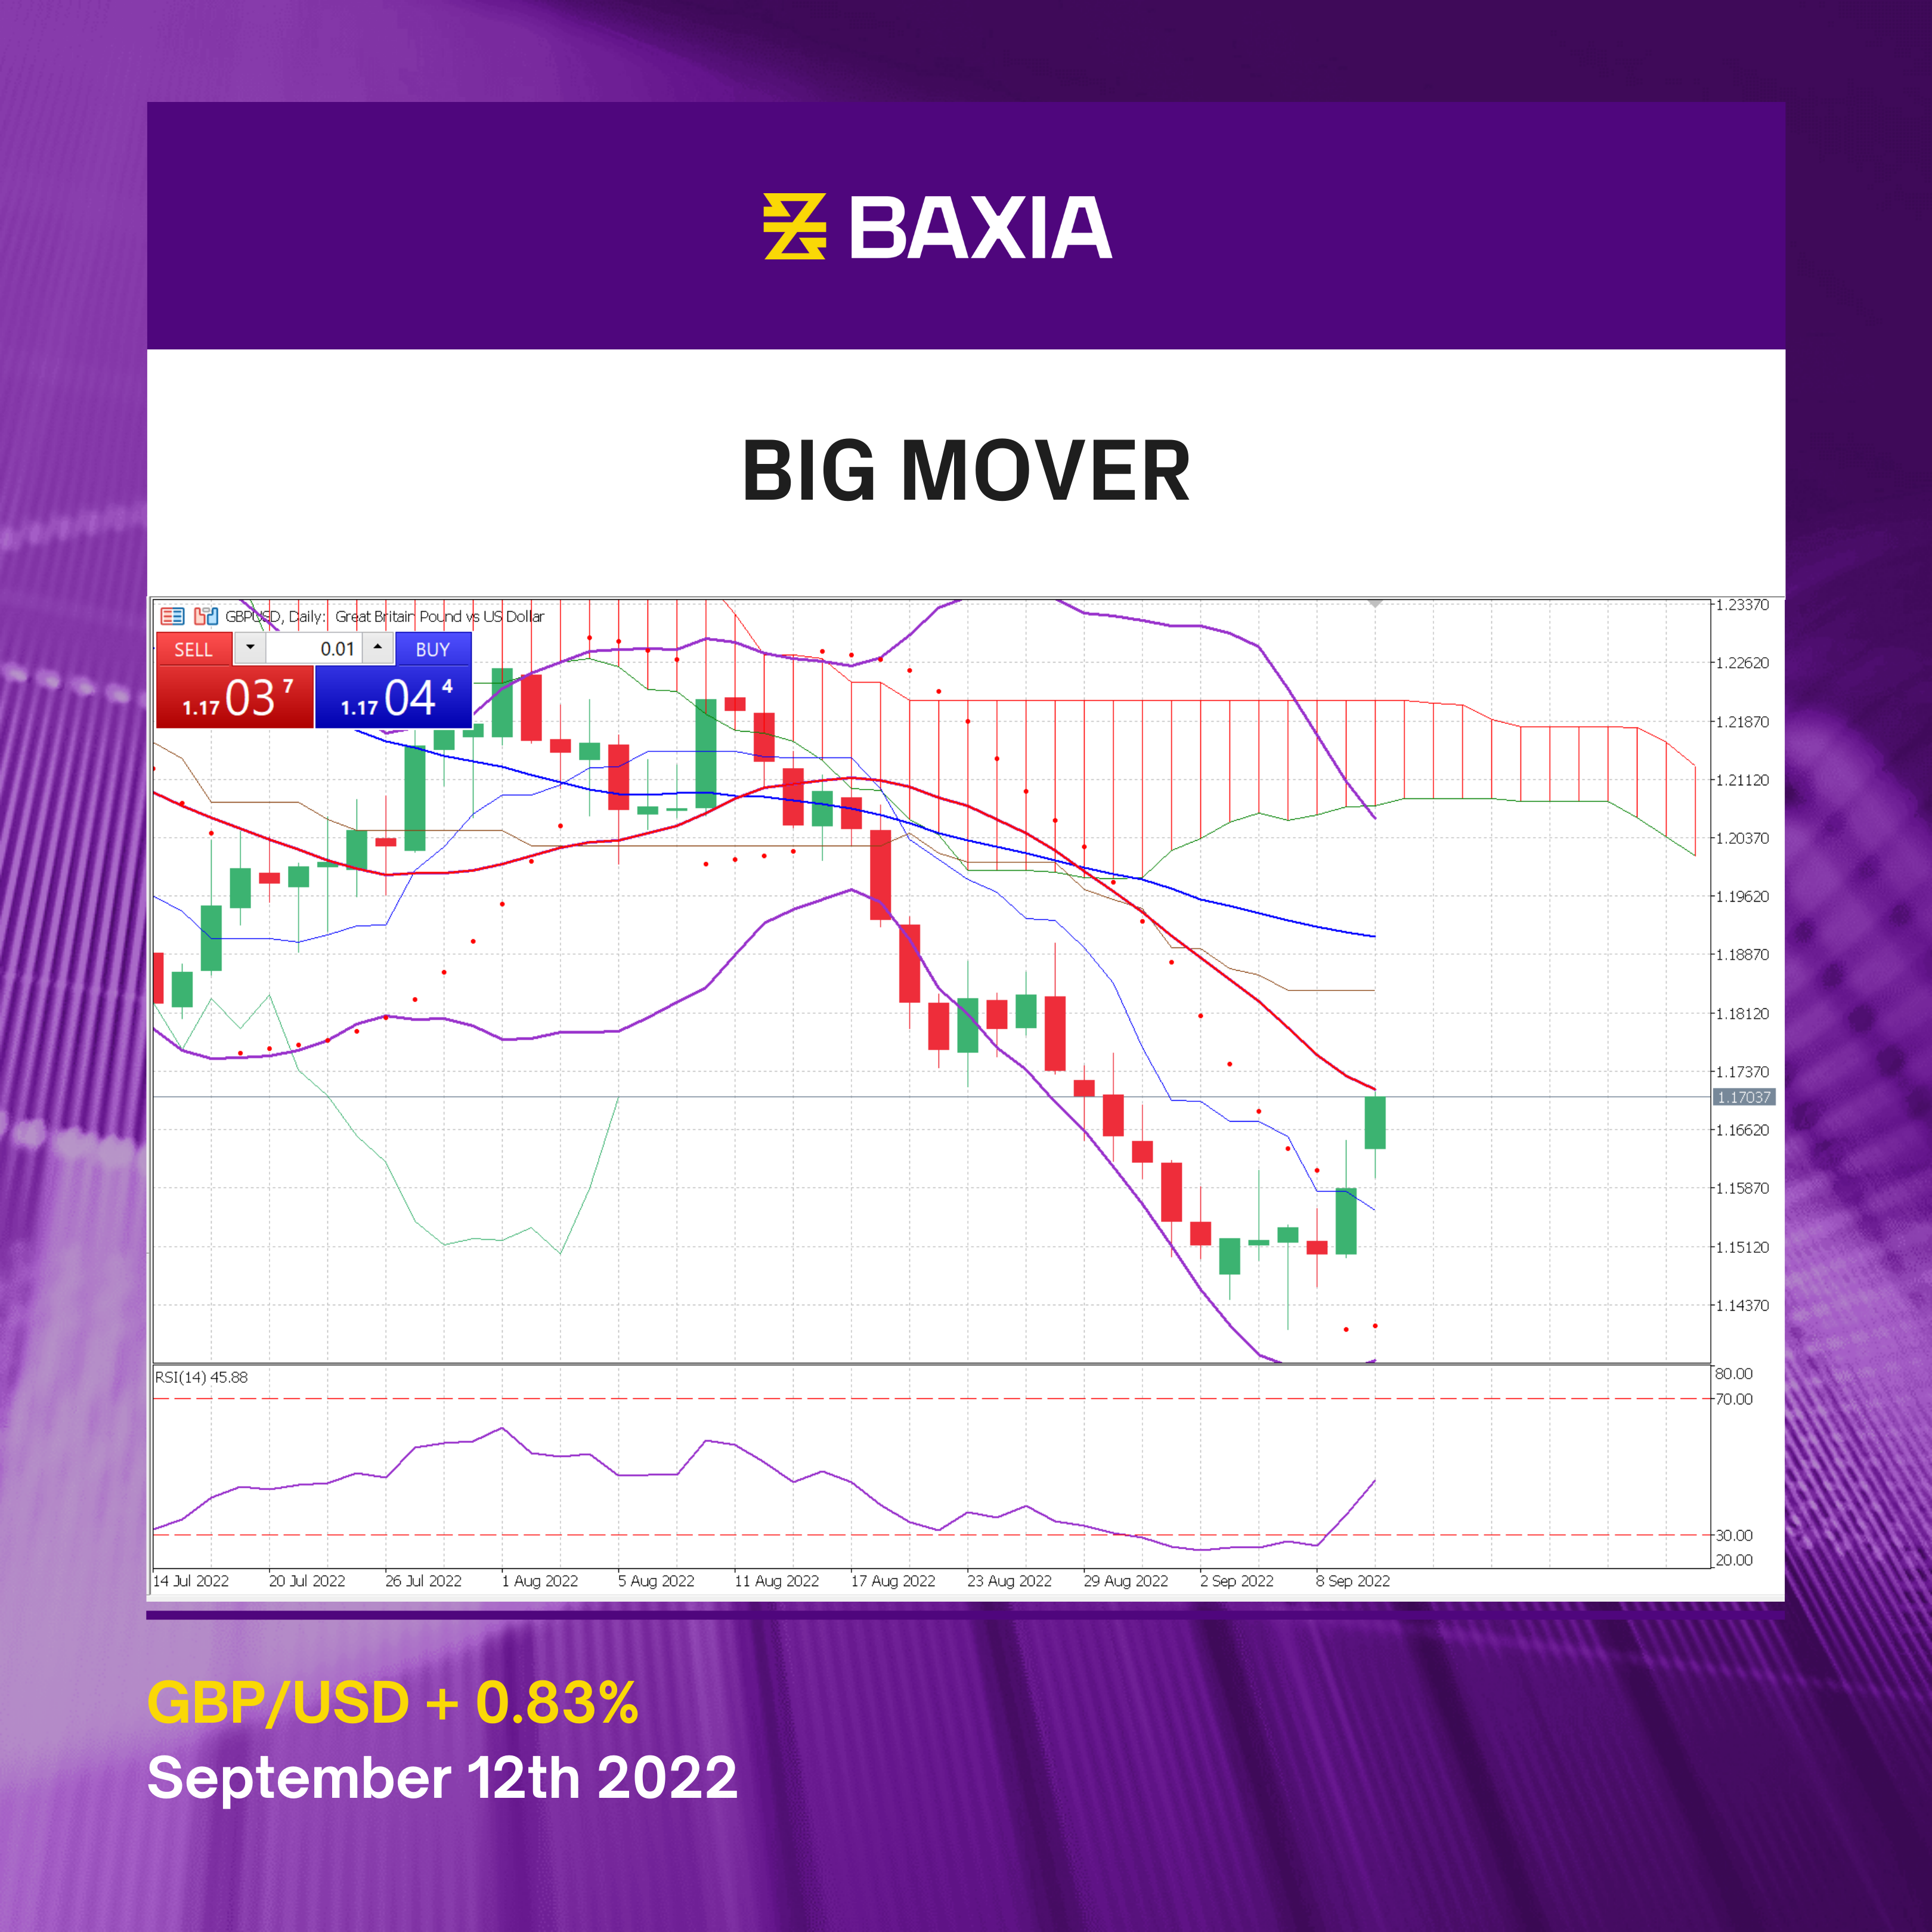 BAXIA
BIG MOVER
GBPUSD, Daily: Great Britain Pound vs US Dollar
SELL 0.01 BUY
1.17 03 7 1.17 04 4
1.23370
1.22620
1.21870
1.21120
1.20370
1.19620
1.18870
1.18120
1.17370
1.17037
1.16620
1.15870
1.15120
1.14370
RSI(14) 45.88
80.00
70.00
30.00
20.00
14 Jul 2022 20 Jul 2022 26 Jul 2022 1 Aug 2022 5 Aug 2022 11 Aug 2022 17 Aug 2022 23 Aug 2022 29 Aug 2022 2 Sep 2022 8 Sep 2022
GBP/USD + 0.83%
September 12th 2022